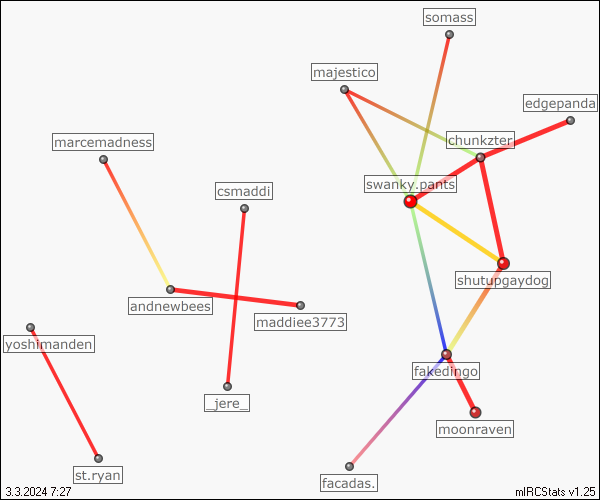 somass
majestico
edgepanda
chunkzter
marcemadness
swanky.pants
csmaddi
shutupgaydog
andnewbees
maddiee3773
yoshimanden
fakedingo
_jere_
moonraven
st.ryan
facadas.
3.3.2024 7:27
mIRCStats v1.25